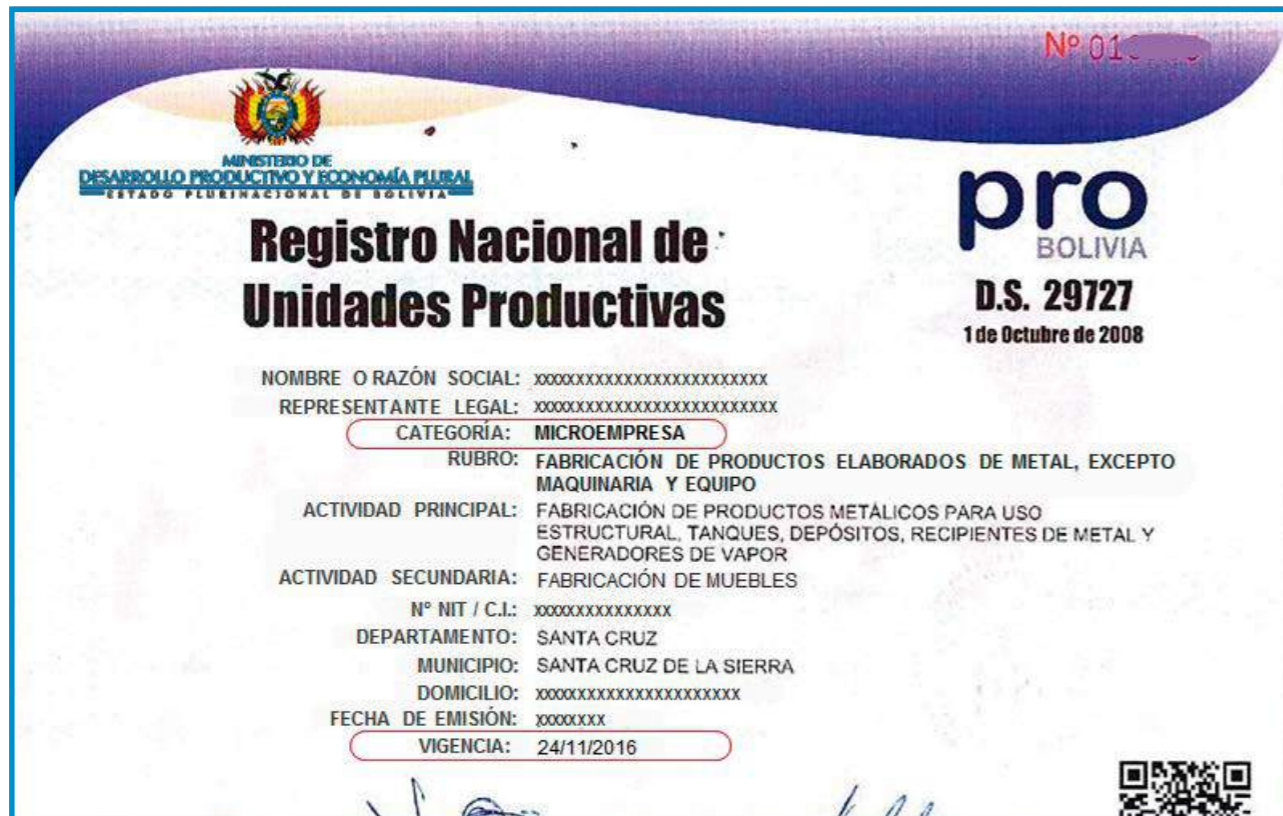 Nº 01
MINISTERIO DE
DESARROLLO PRODUCTIVO Y ECONOMÍA PLURAL
ESTADO PLURINACIONAL DE BOLIVIA
pro
BOLIVIA
Registro Nacional de
Unidades Productivas
D.S. 29727
1 de Octubre de 2008
NOMBRE O RAZÓN SOCIAL: xxxxxxxxxxxxxxxxxxxxxxxxx
REPRESENTANTE LEGAL: xxxxxxxxxxxxxxxxxxxxxxxxxx
CATEGORÍA: MICROEMPRESA
RUBRO: FABRICACIÓN DE PRODUCTOS ELABORADOS DE METAL, EXCEPTO
MAQUINARIA Y EQUIPO
ACTIVIDAD PRINCIPAL: FABRICACIÓN DE PRODUCTOS METÁLICOS PARA USO
ESTRUCTURAL, TANQUES, DEPÓSITOS, RECIPIENTES DE METAL Y
GENERADORES DE VAPOR
ACTIVIDAD SECUNDARIA: FABRICACIÓN DE MUEBLES
Nº NIT / C.I.: xxxxxxxxxxxxxxx
DEPARTAMENTO: SANTA CRUZ
MUNICIPIO: SANTA CRUZ DE LA SIERRA
DOMICILIO: xxxxxxxxxxxxxxxxxxxxxx
FECHA DE EMISIÓN: xxxxxxxx
VIGENCIA: 24/11/2016